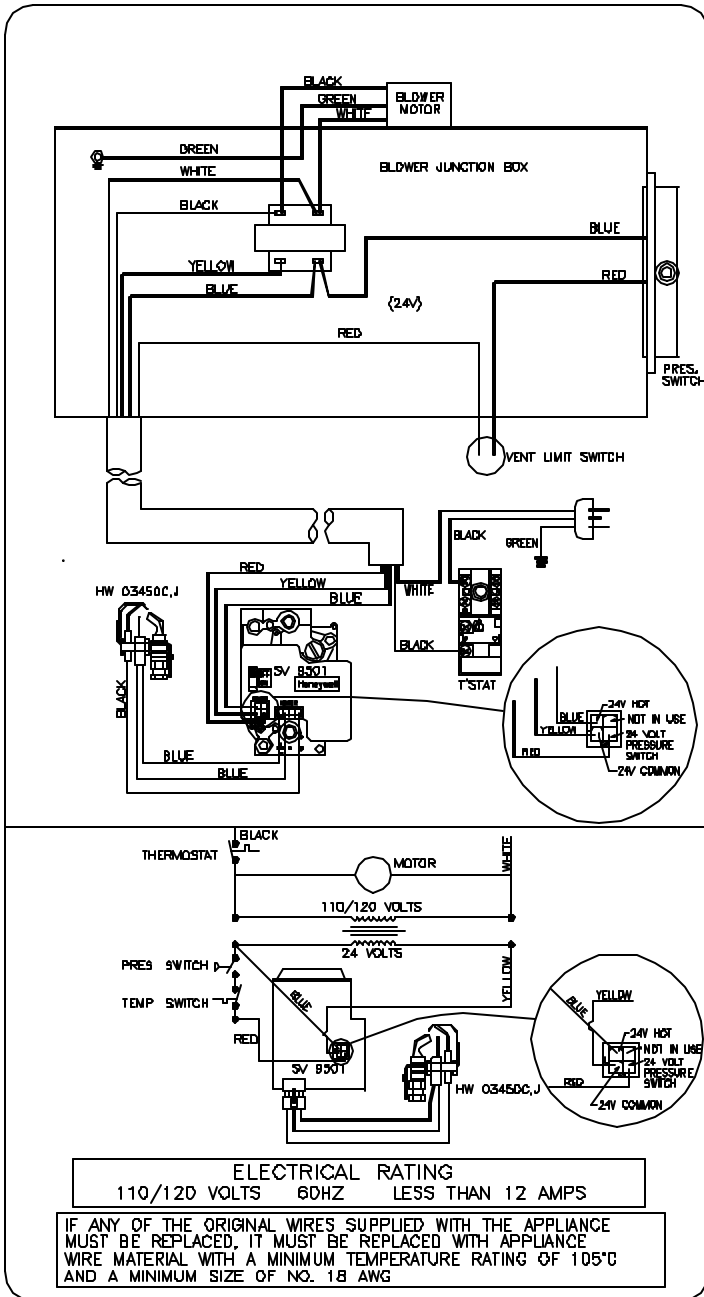 BLACK
GREEN
WHITE
BLOWER
MOTOR
GREEN
WHITE
BLOWER JUNCTION BOX
BLACK
BLUE
YELLOW
RED
BLUE
(24V)
RED
PRES.
SWITCH
VENT LIMIT SWITCH
BLACK
GREEN
RED
YELLOW
WHITE
HW Q3450C,J
BLUE
BLACK
T'STAT
SV 9501
Honeywell
BLACK
24V HOT
BLUE
NOT IN USE
YELLOW
24 VOLT
PRESSURE
SWITCH
RED
24V COMMON
BLUE
BLUE
BLACK
THERMOSTAT
MOTOR
WHITE
110/120 VOLTS
24 VOLTS
PRES SWITCH
YELLOW
TEMP SWITCH
BLUE
RED
SV 9501
YELLOW
BLUE
24V HOT
NOT IN USE
24 VOLT
PRESSURE
SWITCH
RED
24V COMMON
HW Q3450C,J
ELECTRICAL RATING
110/120 VOLTS 60HZ LESS THAN 12 AMPS
IF ANY OF THE ORIGINAL WIRES SUPPLIED WITH THE APPLIANCE
MUST BE REPLACED, IT MUST BE REPLACED WITH APPLIANCE
WIRE MATERIAL WITH A MINIMUM TEMPERATURE RATING OF 105°C
AND A MINIMUM SIZE OF NO. 18 AWG